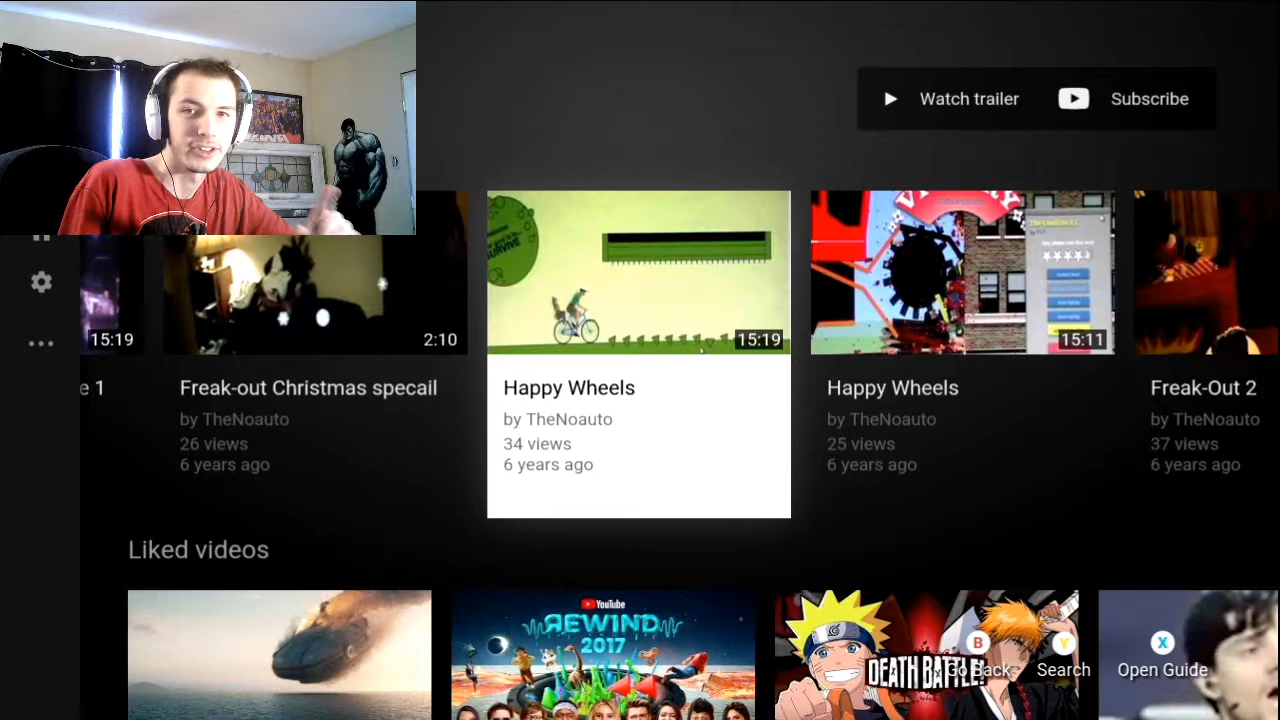 Watch trailer
Subscribe
SURVIVE
15:19
2:10
15:19
15:11
e 1
Freak-out Christmas specail
by TheNoauto
26 views
6 years ago
Happy Wheels
by TheNoauto
34 views
6 years ago
Happy Wheels
by TheNoauto
25 views
6 years ago
Freak-Out 2
by TheNoauto
37 views
6 years ago
Liked videos
YouTube
REWIND
2017
DEATH BATTLE!
B
Go Back
Y
Search
X
Open Guide